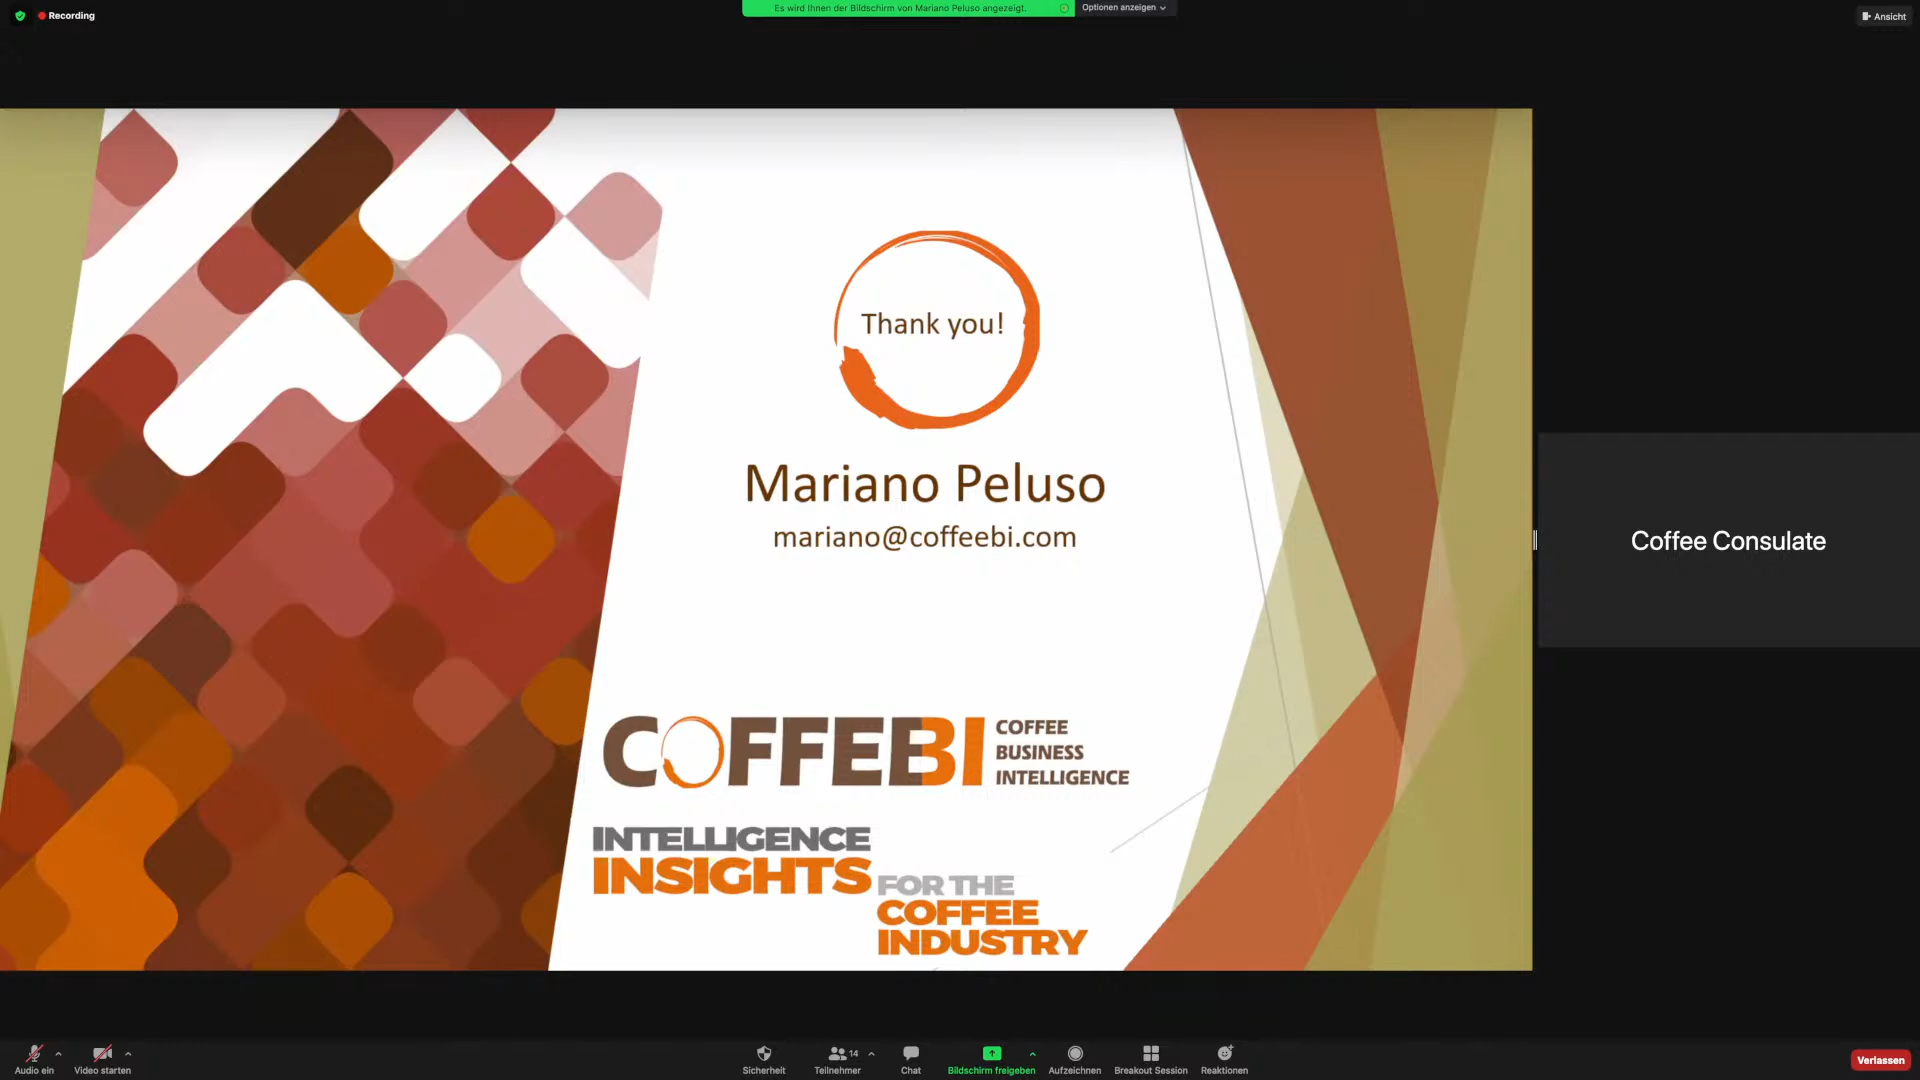 Recording
Es wird Ihnen der Bildschirm von Mariano Peluso angezeigt.
Optionen anzeigen
Ansicht
Thank you!
Mariano Peluso
mariano@coffeebi.com
Coffee Consulate
COFFEBI
COFFEE
BUSINESS
INTELLIGENCE
INTELLIGENCE
INSIGHTS
FOR THE
COFFEE
INDUSTRY
Audio ein
Video starten
Sicherheit
14
Teilnehmer
Chat
Bildschirm freigeben
Aufzeichnen
Breakout Session
Reaktionen
Verlassen